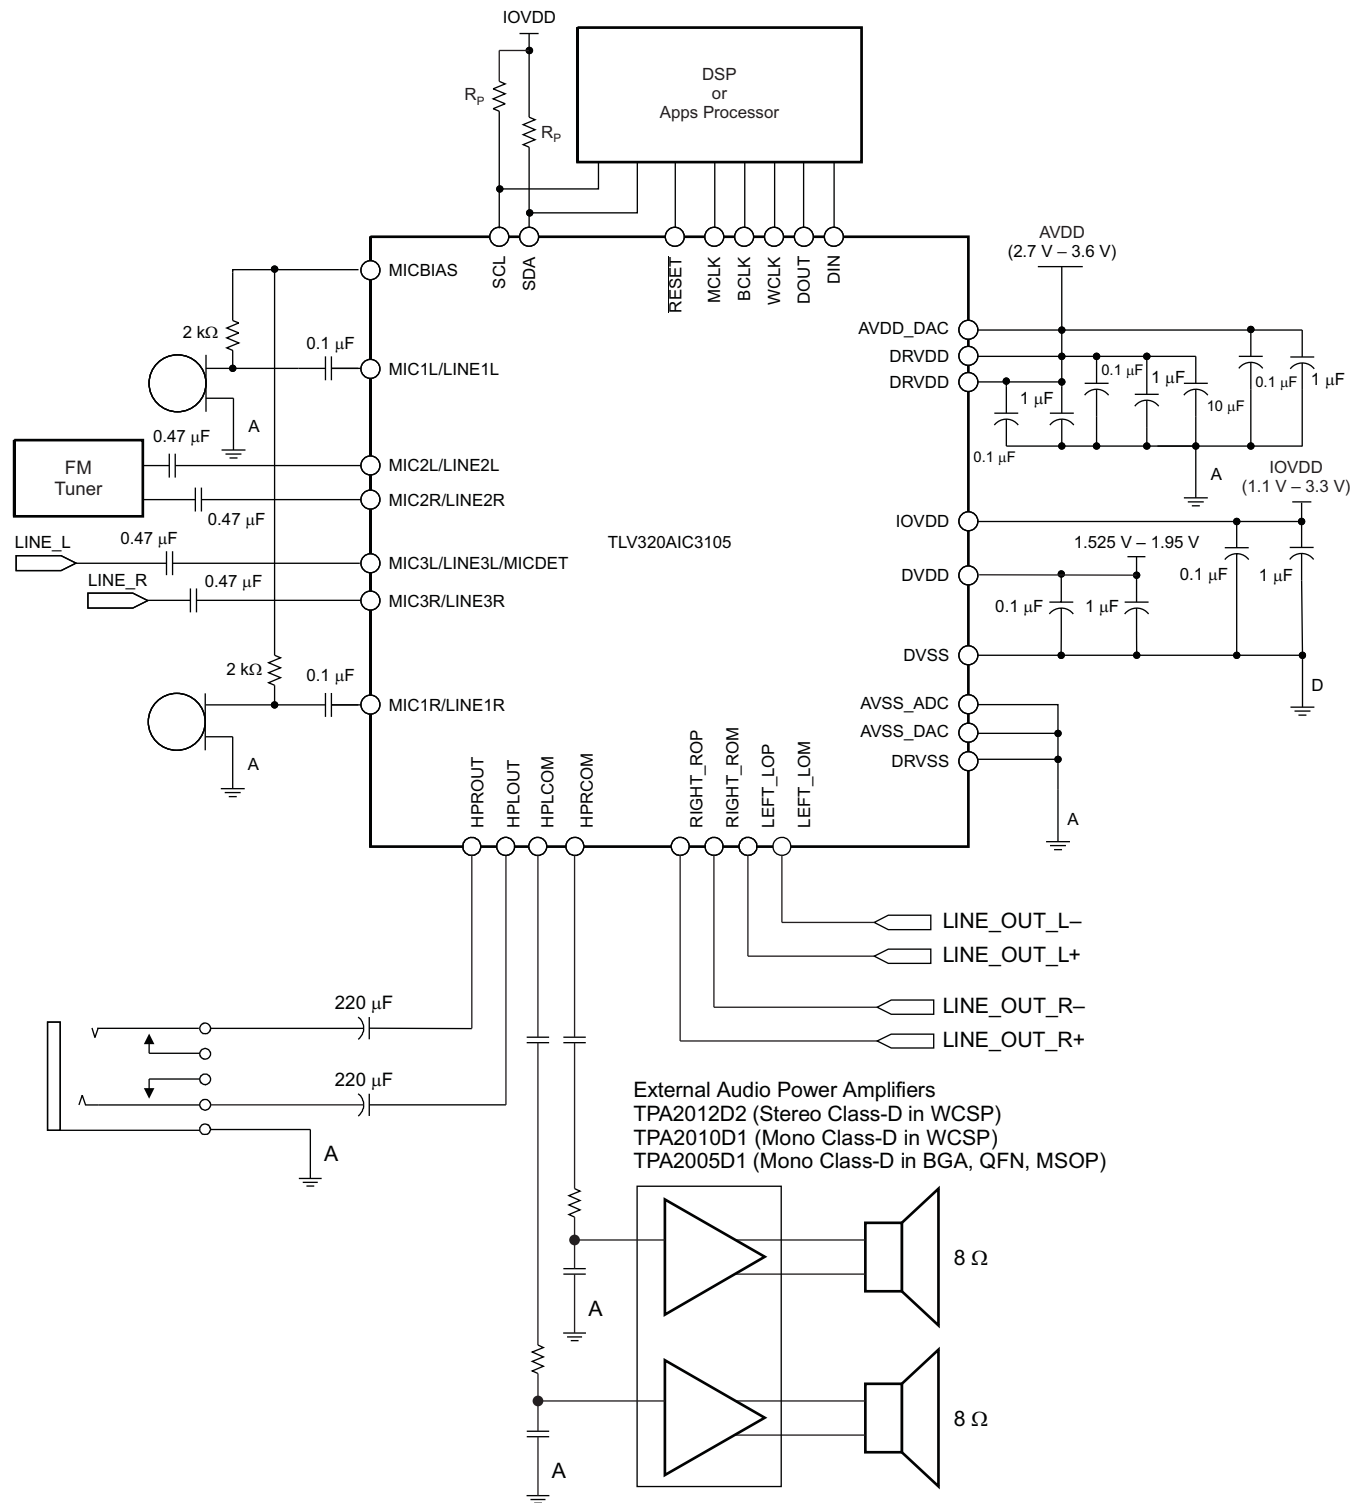 IOVDD
DSP
or
Apps Processor
RP
RP
SCL
SDA
RESET
MCLK
BCLK
WCLK
DOUT
DIN
AVDD
(2.7 V – 3.6 V)
MICBIAS
2 kΩ
0.1 μF
MIC1L/LINE1L
A
AVDD_DAC
DRVDD
DRVDD
0.1 μF
1 μF
0.1 μF
1 μF
1 μF
10 μF
0.1 μF
A
0.47 μF
FM
Tuner
MIC2L/LINE2L
MIC2R/LINE2R
0.47 μF
IOVDD
(1.1 V – 3.3 V)
IOVDD
LINE_L
0.47 μF
MIC3L/LINE3L/MICDET
TLV320AIC3105
1.525 V – 1.95 V
DVDD
0.1 μF
1 μF
LINE_R
0.47 μF
MIC3R/LINE3R
0.1 μF
1 μF
DVSS
D
2 kΩ
0.1 μF
MIC1R/LINE1R
A
AVSS_ADC
AVSS_DAC
DRVSS
A
HPROUT
HPLOUT
HPLCOM
HPRCOM
RIGHT_ROP
RIGHT_ROM
LEFT_LOP
LEFT_LOM
LINE_OUT_L–
LINE_OUT_L+
LINE_OUT_R–
LINE_OUT_R+
220 μF
220 μF
A
External Audio Power Amplifiers
TPA2012D2 (Stereo Class-D in WCSP)
TPA2010D1 (Mono Class-D in WCSP)
TPA2005D1 (Mono Class-D in BGA, QFN, MSOP)
8 Ω
A
8 Ω
A